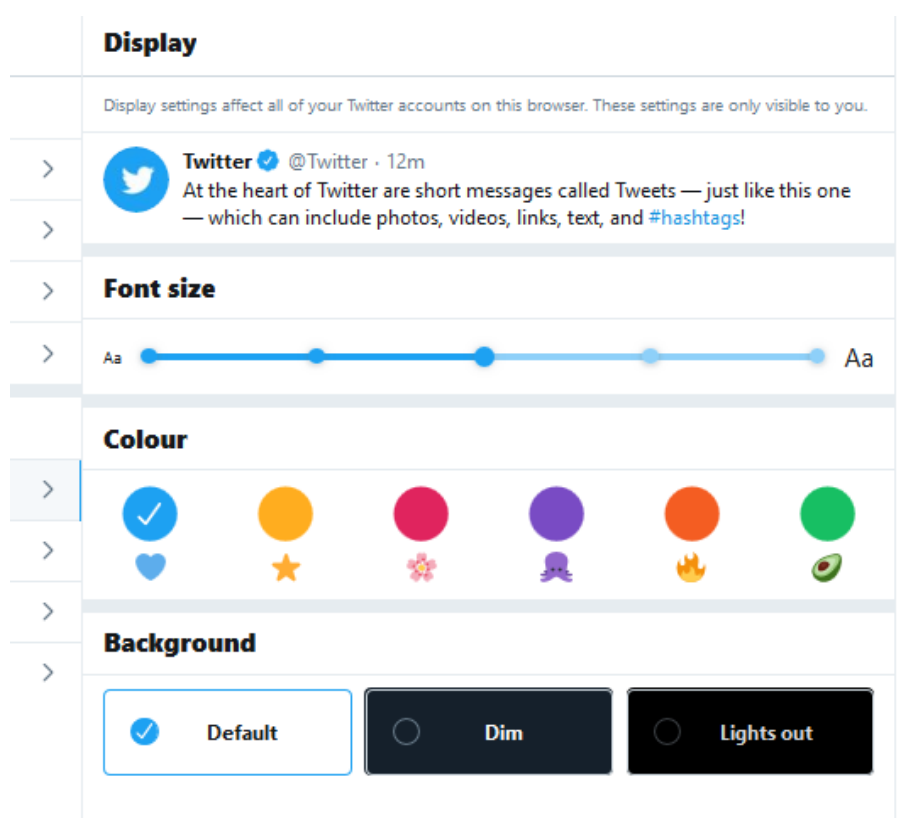 Display
Display settings affect all of your Twitter accounts on this browser. These settings are only visible to you.
Twitter @Twitter · 12m
At the heart of Twitter are short messages called Tweets — just like this one
— which can include photos, videos, links, text, and #hashtags!
Font size
Aa Aa
Colour
Background
Default Dim Lights out